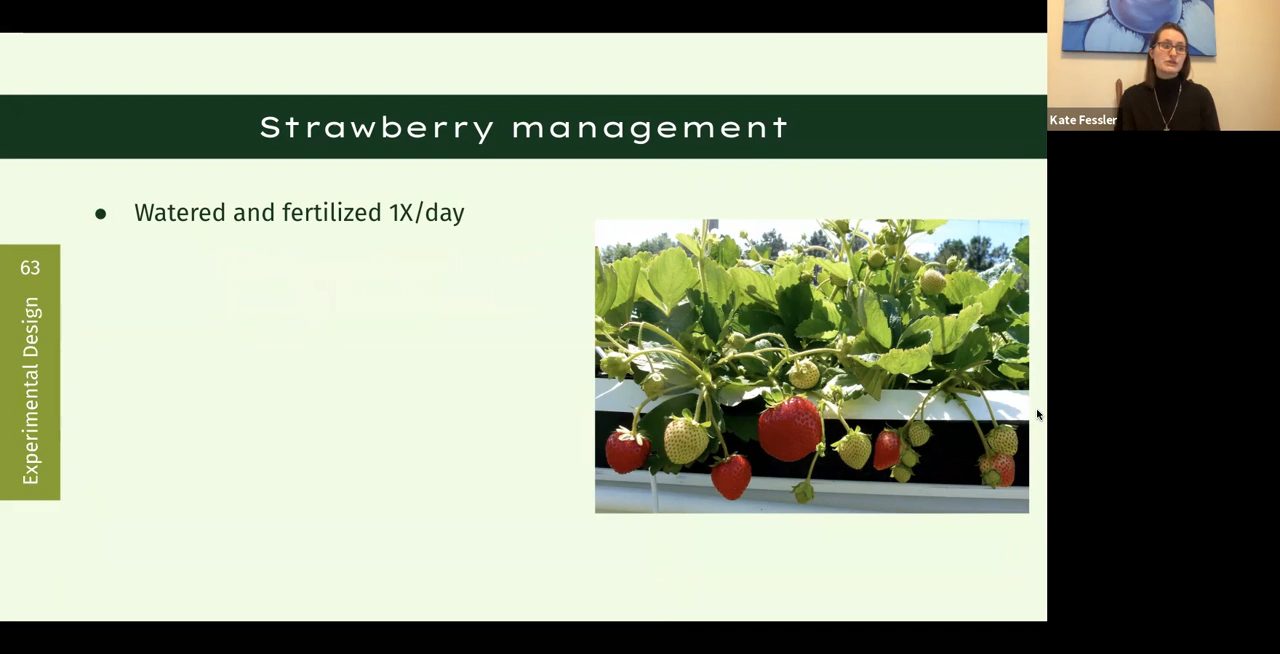 Strawberry management
● Watered and fertilized 1X/day
63
Experimental Design
Kate Fessler